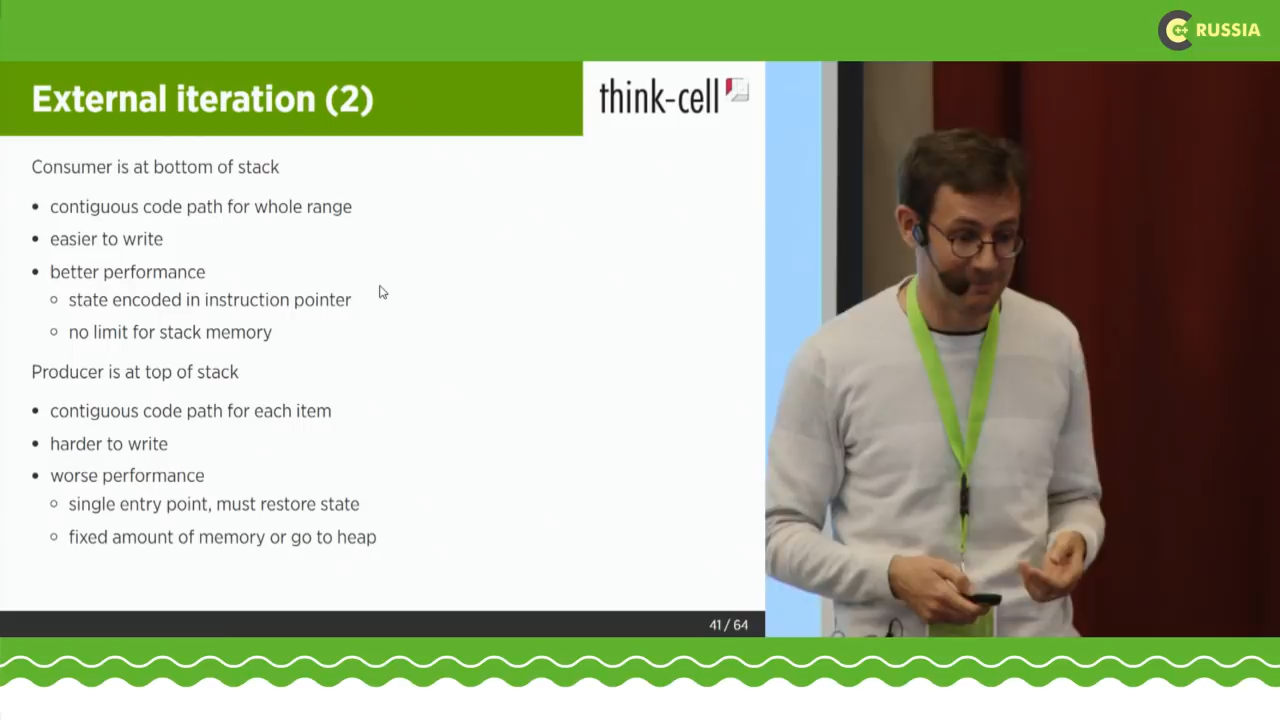 C++ RUSSIA
External iteration (2)
think-cell
Consumer is at bottom of stack
• contiguous code path for whole range
• easier to write
• better performance
○ state encoded in instruction pointer
○ no limit for stack memory
Producer is at top of stack
• contiguous code path for each item
• harder to write
• worse performance
○ single entry point, must restore state
○ fixed amount of memory or go to heap
41 / 64